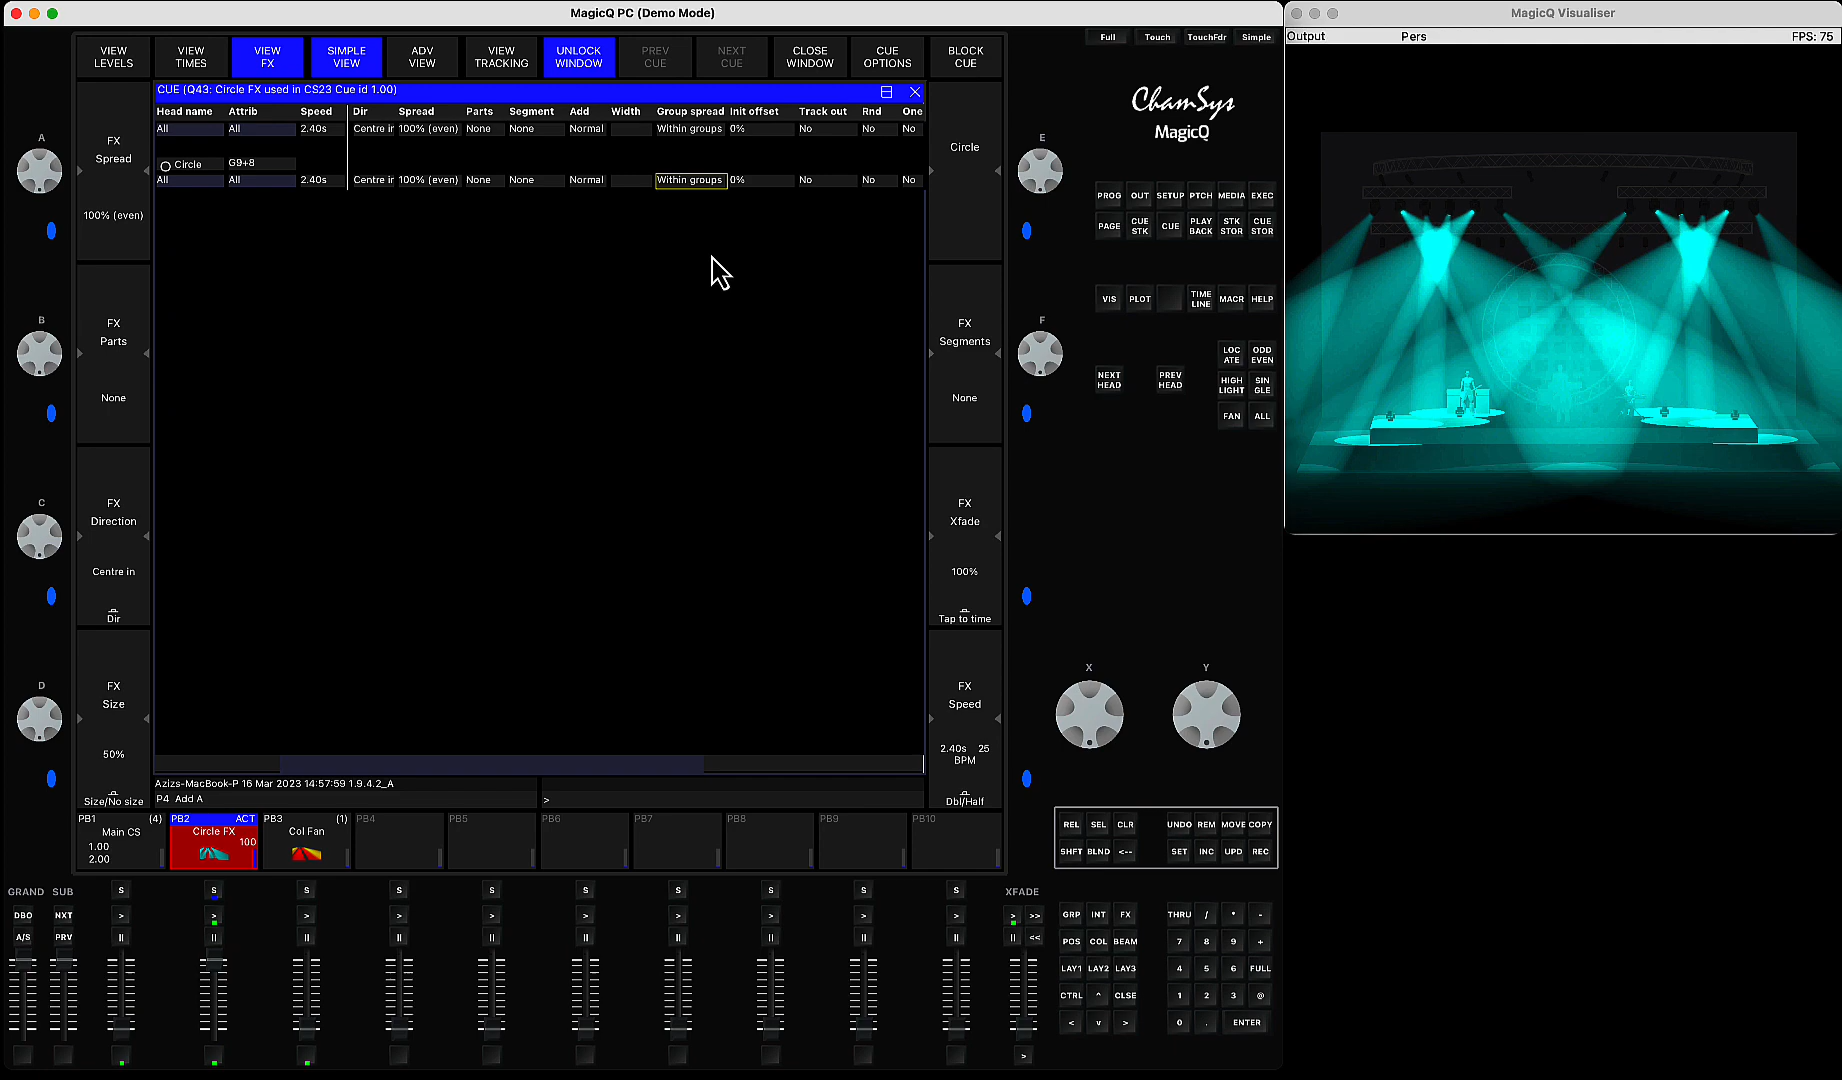 MagicQ PC (Demo Mode)
MagicQ Visualiser
Full Touch TouchFdr Simple
Output Pers FPS: 75
VIEW LEVELS
VIEW TIMES
VIEW FX
SIMPLE VIEW
ADV VIEW
VIEW TRACKING
UNLOCK WINDOW
PREV CUE
NEXT CUE
CLOSE WINDOW
CUE OPTIONS
BLOCK CUE
CUE (Q43: Circle FX used in CS23 Cue id 1.00)
Head name Attrib Speed Dir Spread Parts Segment Add Width Group spread Init offset Track out Rnd One
All All 2.40s Centre in 100% (even) None None Normal Within groups 0% No No No
Circle G9+8
All All 2.40s Centre in 100% (even) None None Normal Within groups 0% No No No
A
FX Spread
100% (even)
B
FX Parts
None
C
FX Direction
Centre in
Dir
D
FX Size
50%
Size/No size
E
Circle
F
FX Segments
None
FX Xfade
100%
Tap to time
FX Speed
2.40s 25 BPM
Dbl/Half
ChamSys
MagicQ
PROG OUT SETUP PTCH MEDIA EXEC
PAGE CUE STK CUE PLAY BACK STK STOR CUE STOR
VIS PLOT TIME LINE MACR HELP
LOC ATE ODD EVEN
NEXT HEAD PREV HEAD HIGH LIGHT SIN GLE
FAN ALL
X Y
Azizs-MacBook-P 16 Mar 2023 14:57:59 1.9.4.2_A
P4 Add A
>
PB1 (4)
Main CS
1.00
2.00
PB2 ACT
Circle FX
100
PB3 (1)
Col Fan
PB4 PB5 PB6 PB7 PB8 PB9 PB10
REL SEL CLR UNDO REM MOVE COPY
SHFT BLND <-- SET INC UPD REC
GRAND SUB S S S S S S S S S S XFADE
DBO NXT > > > > > > > > > > > >>
A/S PRV II II II II II II II II II II II <<
>
GRP INT FX THRU / * -
POS COL BEAM 7 8 9 +
LAY1 LAY2 LAY3 4 5 6 FULL
CTRL ^ CLSE 1 2 3 @
< v > 0 . ENTER